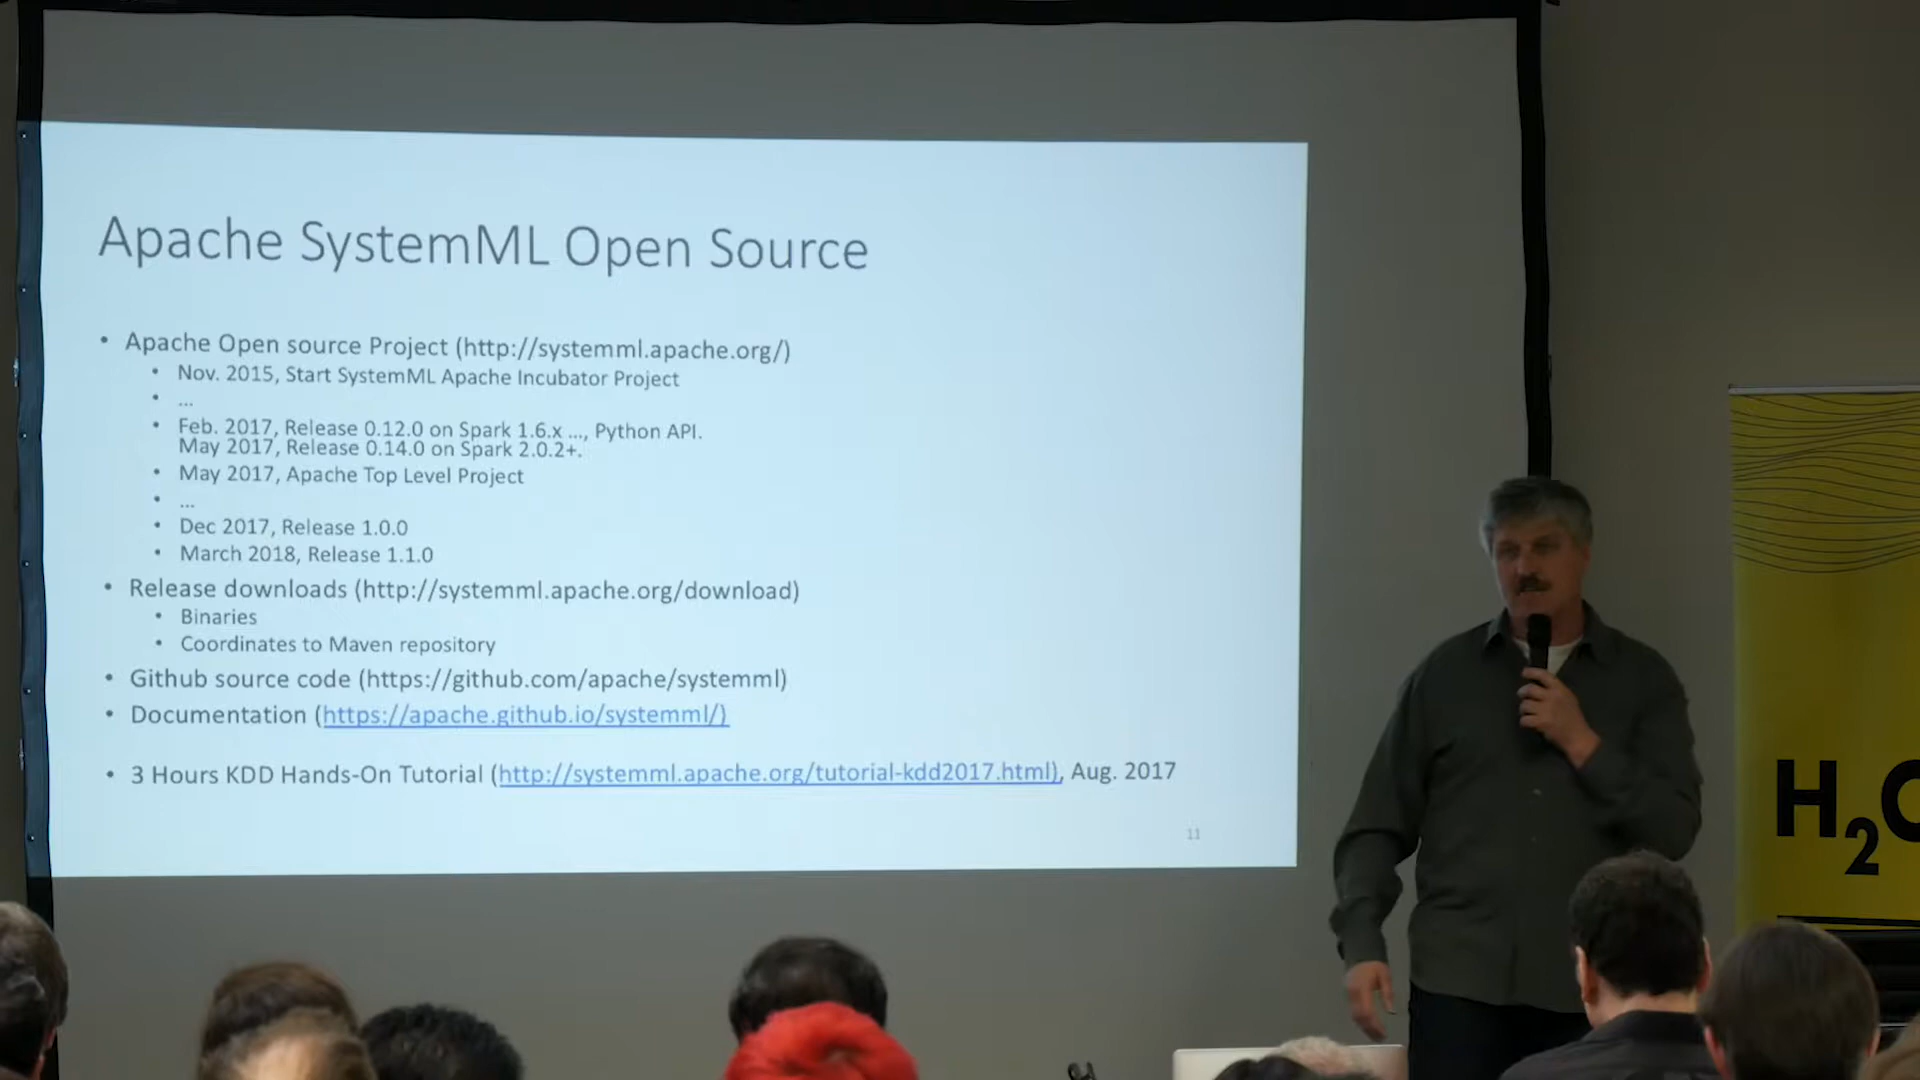 Apache SystemML Open Source
• Apache Open source Project (http://systemml.apache.org/)
• Nov. 2015, Start SystemML Apache Incubator Project
• ...
• Feb. 2017, Release 0.12.0 on Spark 1.6.x ..., Python API.
May 2017, Release 0.14.0 on Spark 2.0.2+.
• May 2017, Apache Top Level Project
• ...
• Dec 2017, Release 1.0.0
• March 2018, Release 1.1.0
• Release downloads (http://systemml.apache.org/download)
• Binaries
• Coordinates to Maven repository
• Github source code (https://github.com/apache/systemml)
• Documentation (https://apache.github.io/systemml/)
• 3 Hours KDD Hands-On Tutorial (http://systemml.apache.org/tutorial-kdd2017.html), Aug. 2017
11
H2O